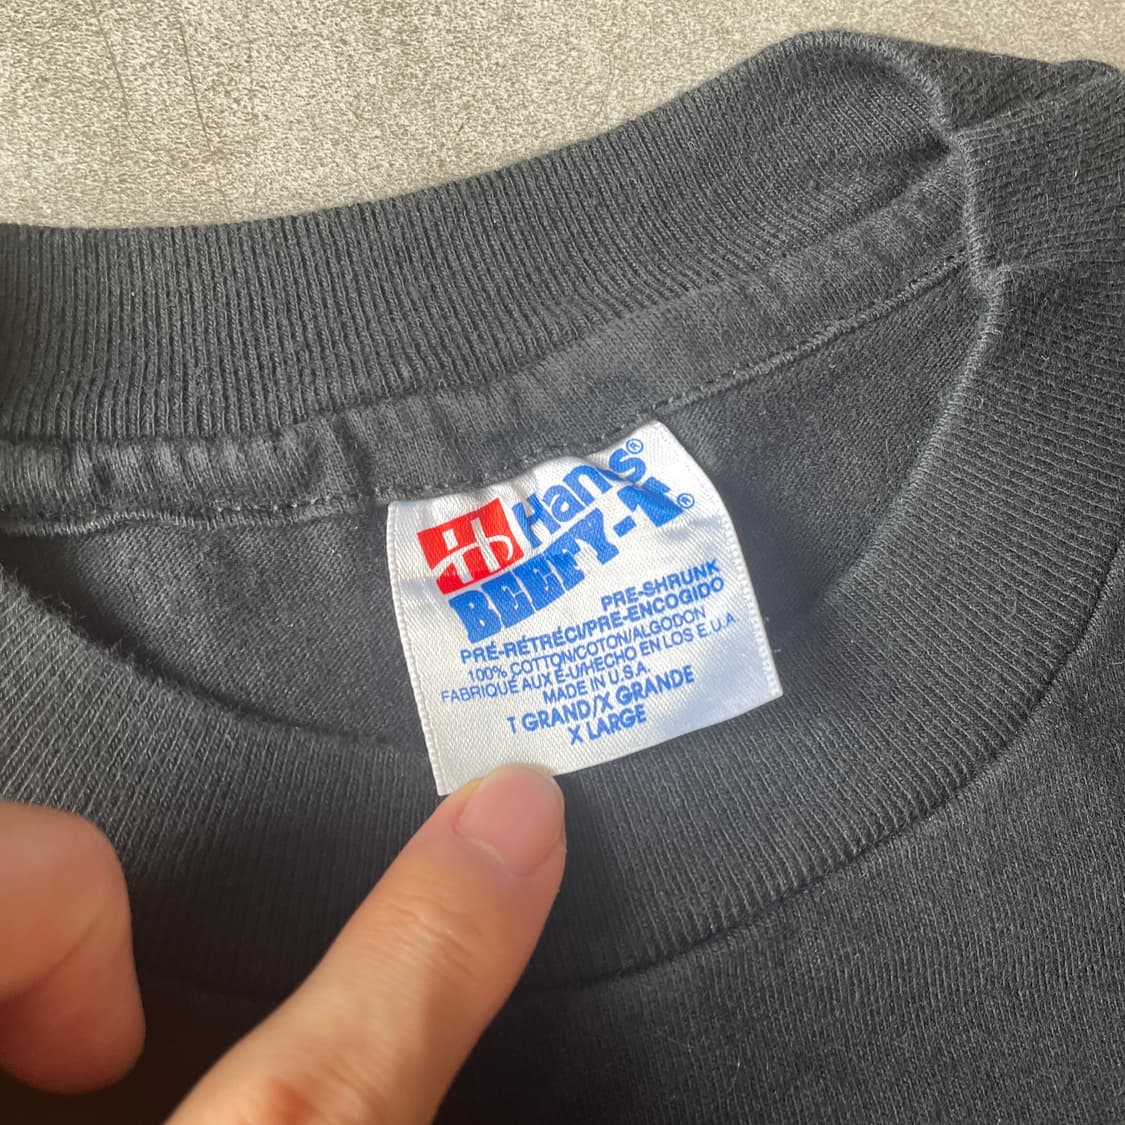 Hanes®
BEEFY-T®
PRE-SHRUNK
PRÉ-RÉTRÉCI/PRE-ENCOGIDO
100% COTTON/COTON/ALGODON
FABRIQUÉ AUX É-U/HECHO EN LOS E.U.A
MADE IN U.S.A.
T GRAND/X GRANDE
X LARGE